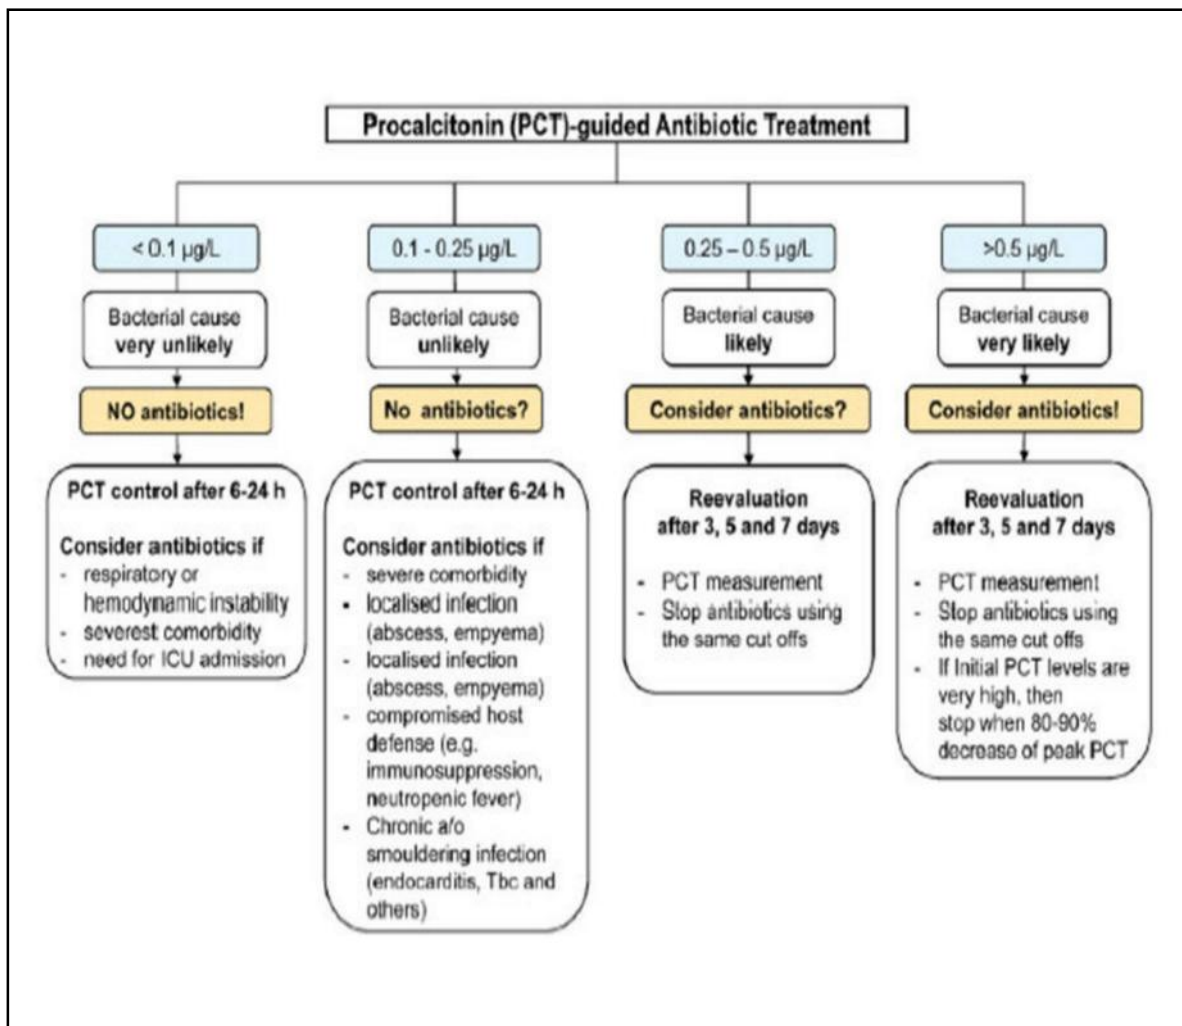 Procalcitonin (PCT)-guided Antibiotic Treatment
< 0.1 µg/L
Bacterial cause
very unlikely
NO antibiotics!
PCT control after 6-24 h
Consider antibiotics if
- respiratory or
hemodynamic instability
- severest comorbidity
- need for ICU admission
0.1 - 0.25 µg/L
Bacterial cause
unlikely
No antibiotics?
PCT control after 6-24 h
Consider antibiotics if
- severe comorbidity
- localised infection
(abscess, empyema)
- localised infection
(abscess, empyema)
- compromised host
defense (e.g.
immunosuppression,
neutropenic fever)
- Chronic a/o
smouldering infection
(endocarditis, Tbc and
others)
0.25 – 0.5 µg/L
Bacterial cause
likely
Consider antibiotics?
Reevaluation
after 3, 5 and 7 days
- PCT measurement
- Stop antibiotics using
the same cut offs
>0.5 µg/L
Bacterial cause
very likely
Consider antibiotics!
Reevaluation
after 3, 5 and 7 days
- PCT measurement
- Stop antibiotics using
the same cut offs
- If Initial PCT levels are
very high, then
stop when 80-90%
decrease of peak PCT